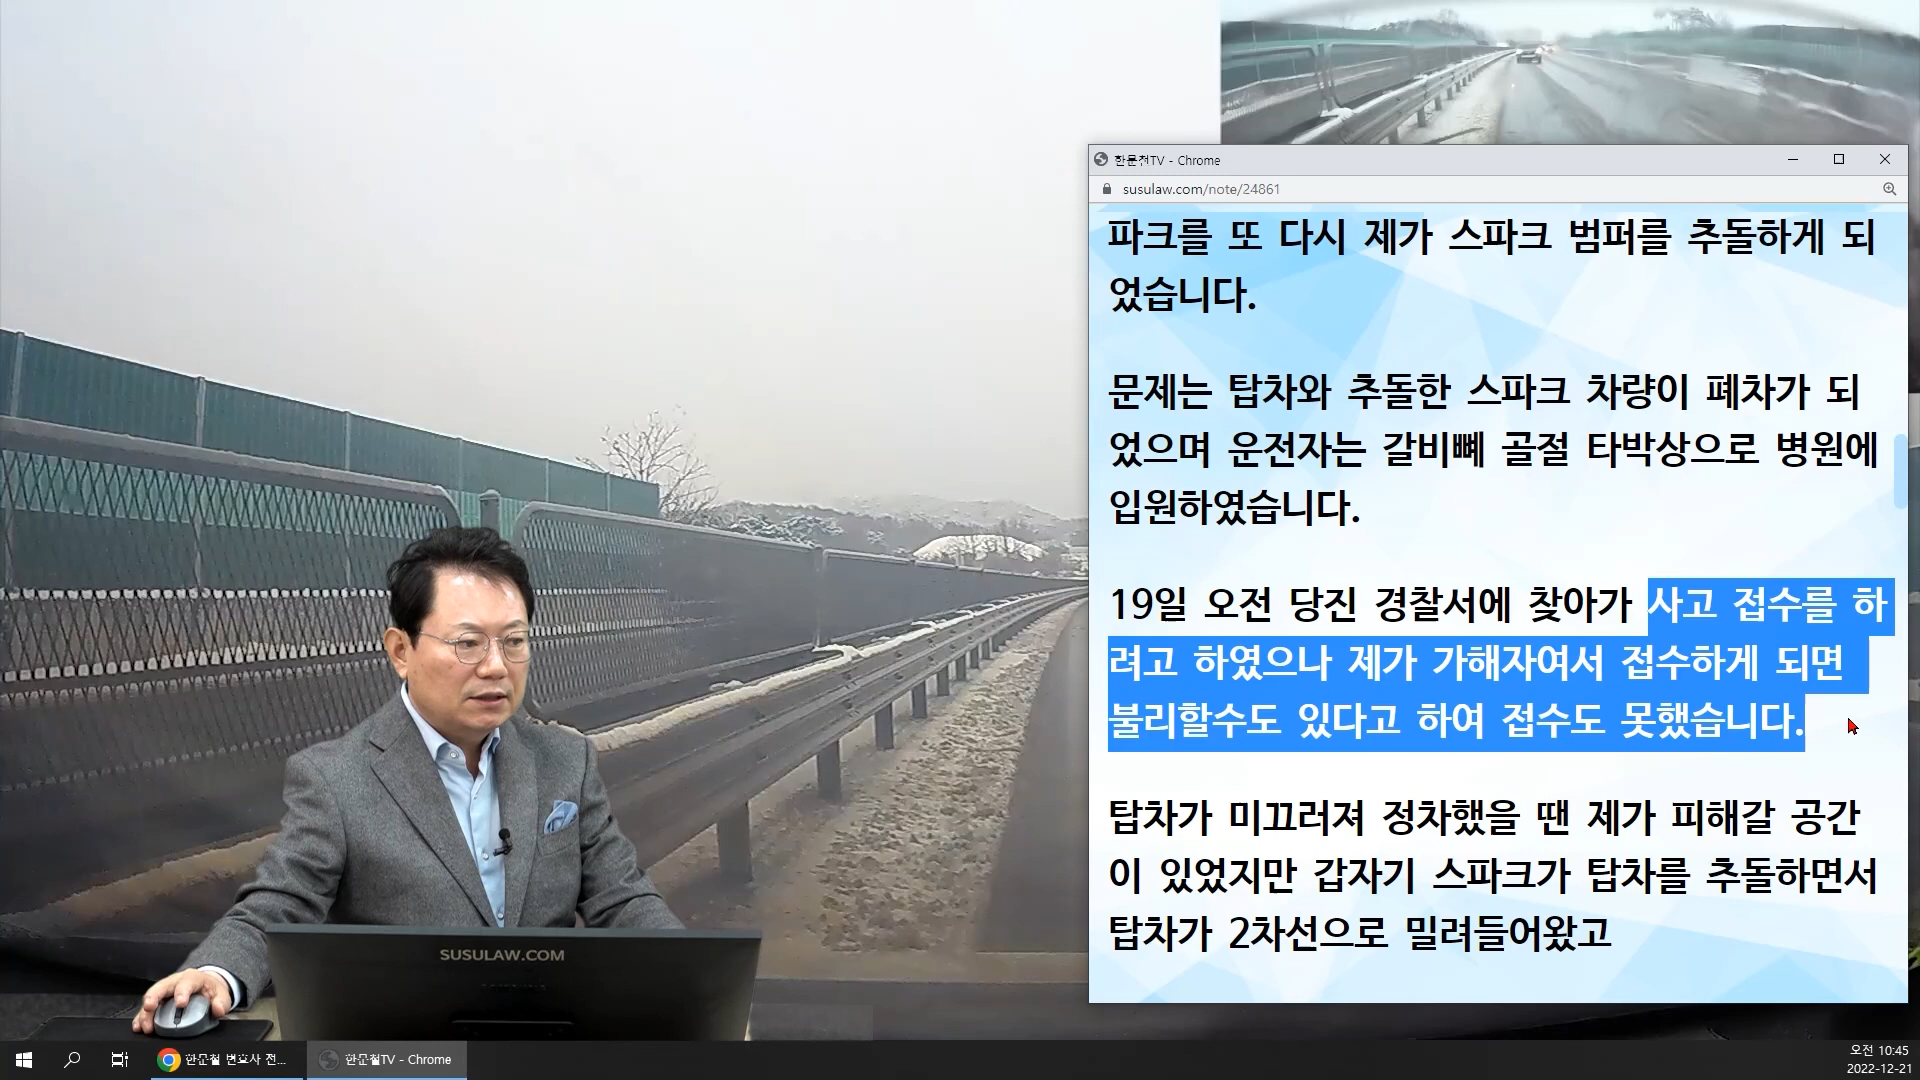 한문철TV - Chrome
susulaw.com/note/24861
파크를 또 다시 제가 스파크 범퍼를 추돌하게 되
었습니다.
문제는 탑차와 추돌한 스파크 차량이 폐차가 되
었으며 운전자는 갈비뼈 골절 타박상으로 병원에
입원하였습니다.
19일 오전 당진 경찰서에 찾아가 사고 접수를 하
려고 하였으나 제가 가해자여서 접수하게 되면
불리할수도 있다고 하여 접수도 못했습니다.
탑차가 미끄러져 정차했을 땐 제가 피해갈 공간
이 있었지만 갑자기 스파크가 탑차를 추돌하면서
탑차가 2차선으로 밀려들어왔고
SUSULAW.COM
한문철 변호사 전...
한문철TV - Chrome
오전 10:45
2022-12-21